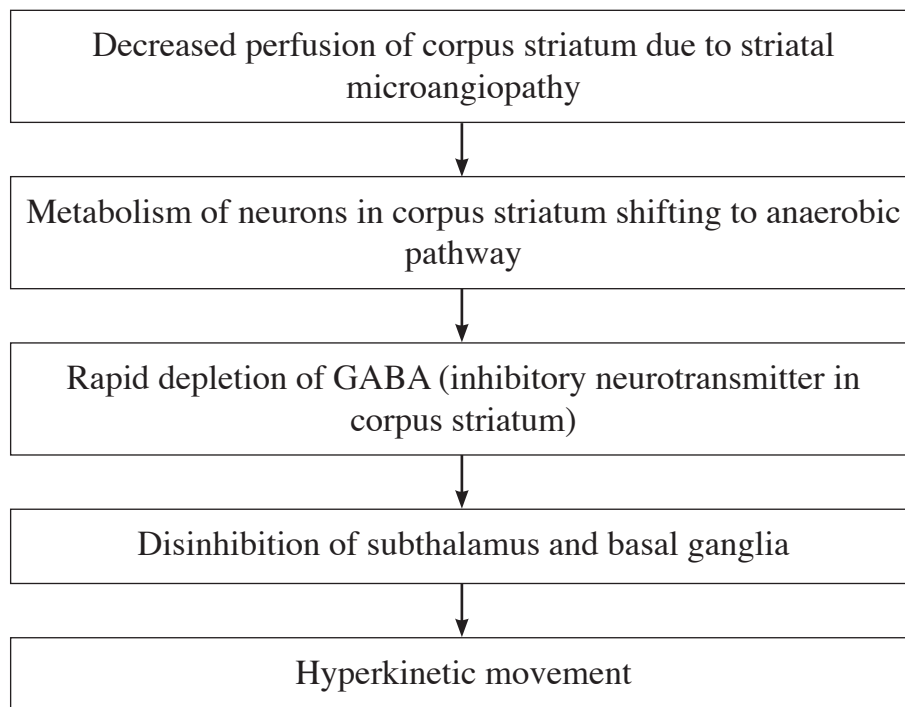 Decreased perfusion of corpus striatum due to striatal
microangiopathy
Metabolism of neurons in corpus striatum shifting to anaerobic
pathway
Rapid depletion of GABA (inhibitory neurotransmitter in
corpus striatum)
Disinhibition of subthalamus and basal ganglia
Hyperkinetic movement